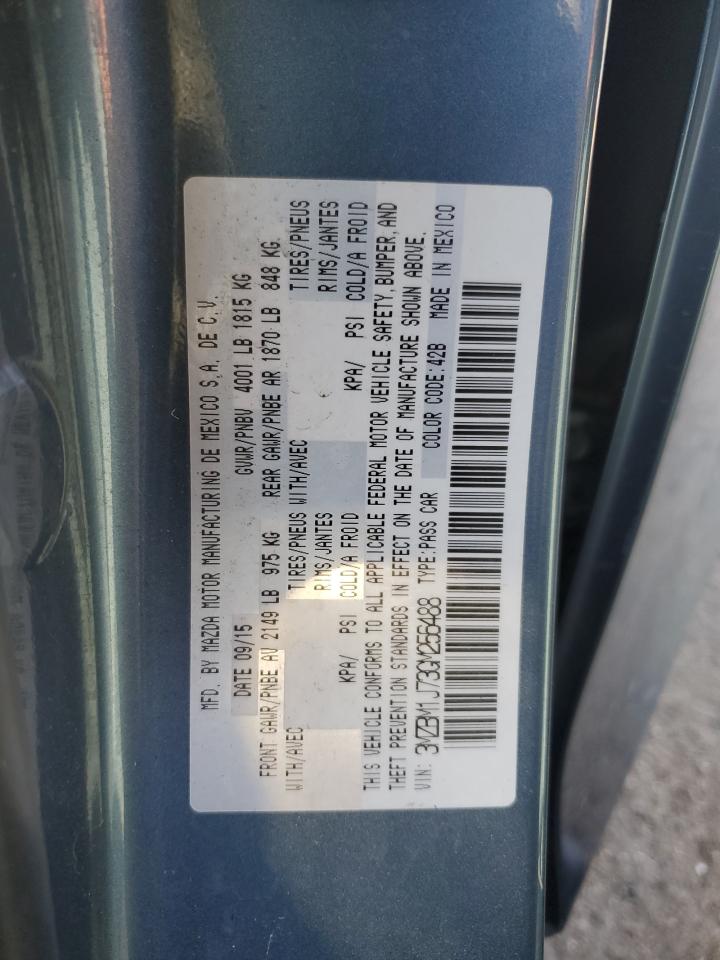 MFD. BY MAZDA MOTOR MANUFACTURING DE MEXICO S.A. DE C.V.
DATE 09/15 GVWR/PNBV 4001 LB 1815 KG
FRONT GAWR/PNBE AV 2149 LB 975 KG REAR GAWR/PNBE AR 1870 LB 848 KG.
WITH/AVEC TIRES/PNEUS WITH/AVEC TIRES/PNEUS
RIMS/JANTES RIMS/JANTES
KPA/ PSI COLD/A FROID KPA/ PSI COLD/A FROID
THIS VEHICLE CONFORMS TO ALL APPLICABLE FEDERAL MOTOR VEHICLE SAFETY, BUMPER, AND
THEFT PREVENTION STANDARDS IN EFFECT ON THE DATE OF MANUFACTURE SHOWN ABOVE.
VIN: 3MZBM1J73GM256488 TYPE:PASS CAR COLOR CODE:42B MADE IN MEXICO